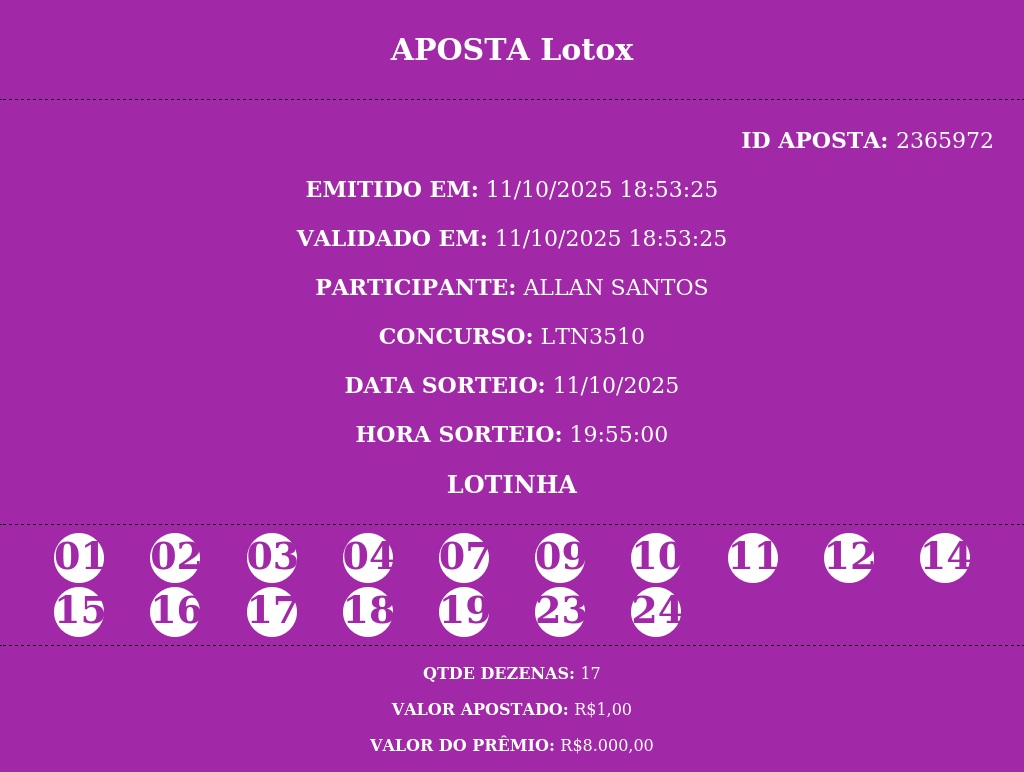 APOSTA Lotox
ID APOSTA: 2365972
EMITIDO EM: 11/10/2025 18:53:25
VALIDADO EM: 11/10/2025 18:53:25
PARTICIPANTE: ALLAN SANTOS
CONCURSO: LTN3510
DATA SORTEIO: 11/10/2025
HORA SORTEIO: 19:55:00
LOTINHA
01 02 03 04 07 09 10 11 12 14
15 16 17 18 19 23 24
QTDE DEZENAS: 17
VALOR APOSTADO: R$1,00
VALOR DO PRÊMIO: R$8.000,00